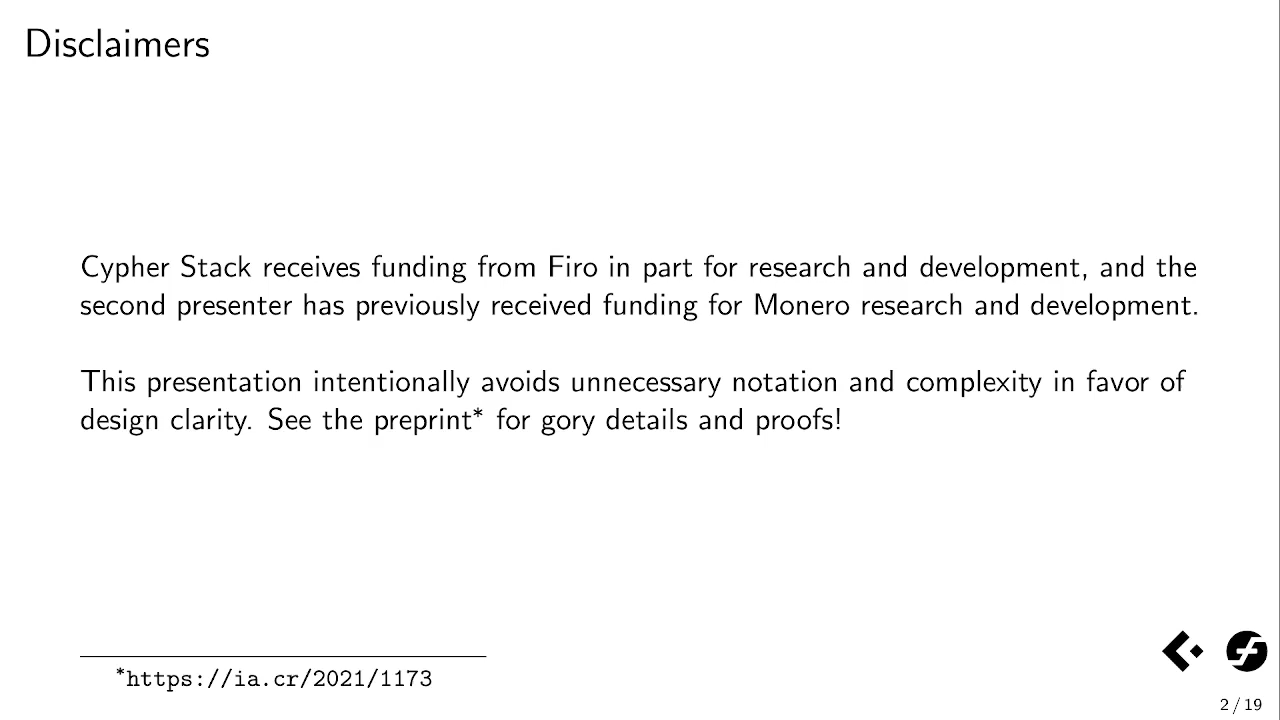 Disclaimers
Cypher Stack receives funding from Firo in part for research and development, and the
second presenter has previously received funding for Monero research and development.
This presentation intentionally avoids unnecessary notation and complexity in favor of
design clarity. See the preprint* for gory details and proofs!
*https://ia.cr/2021/1173
2 / 19